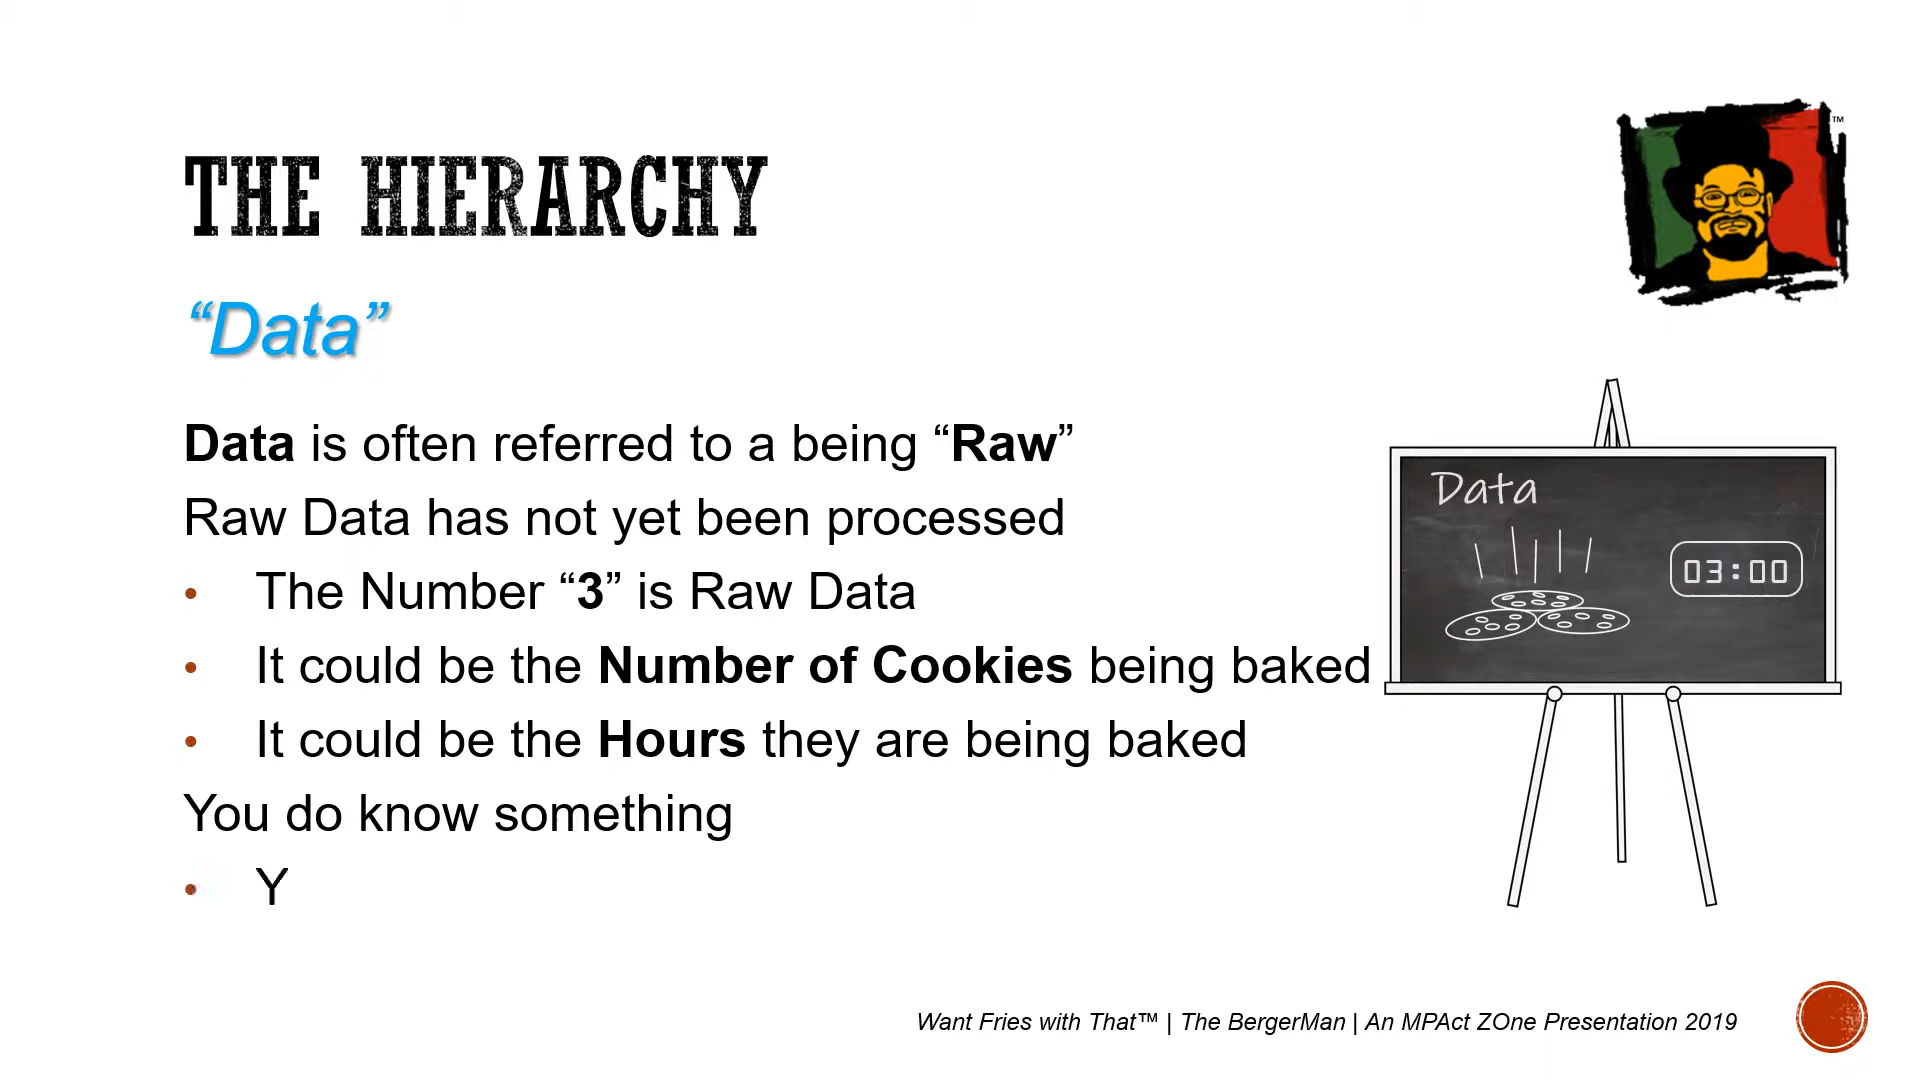 THE HIERARCHY
™
“Data”
Data is often referred to a being “Raw”
Raw Data has not yet been processed
• The Number “3” is Raw Data
• It could be the Number of Cookies being baked
• It could be the Hours they are being baked
You do know something
• Y
Data
03:00
Want Fries with That™ | The BergerMan | An MPAct ZOne Presentation 2019